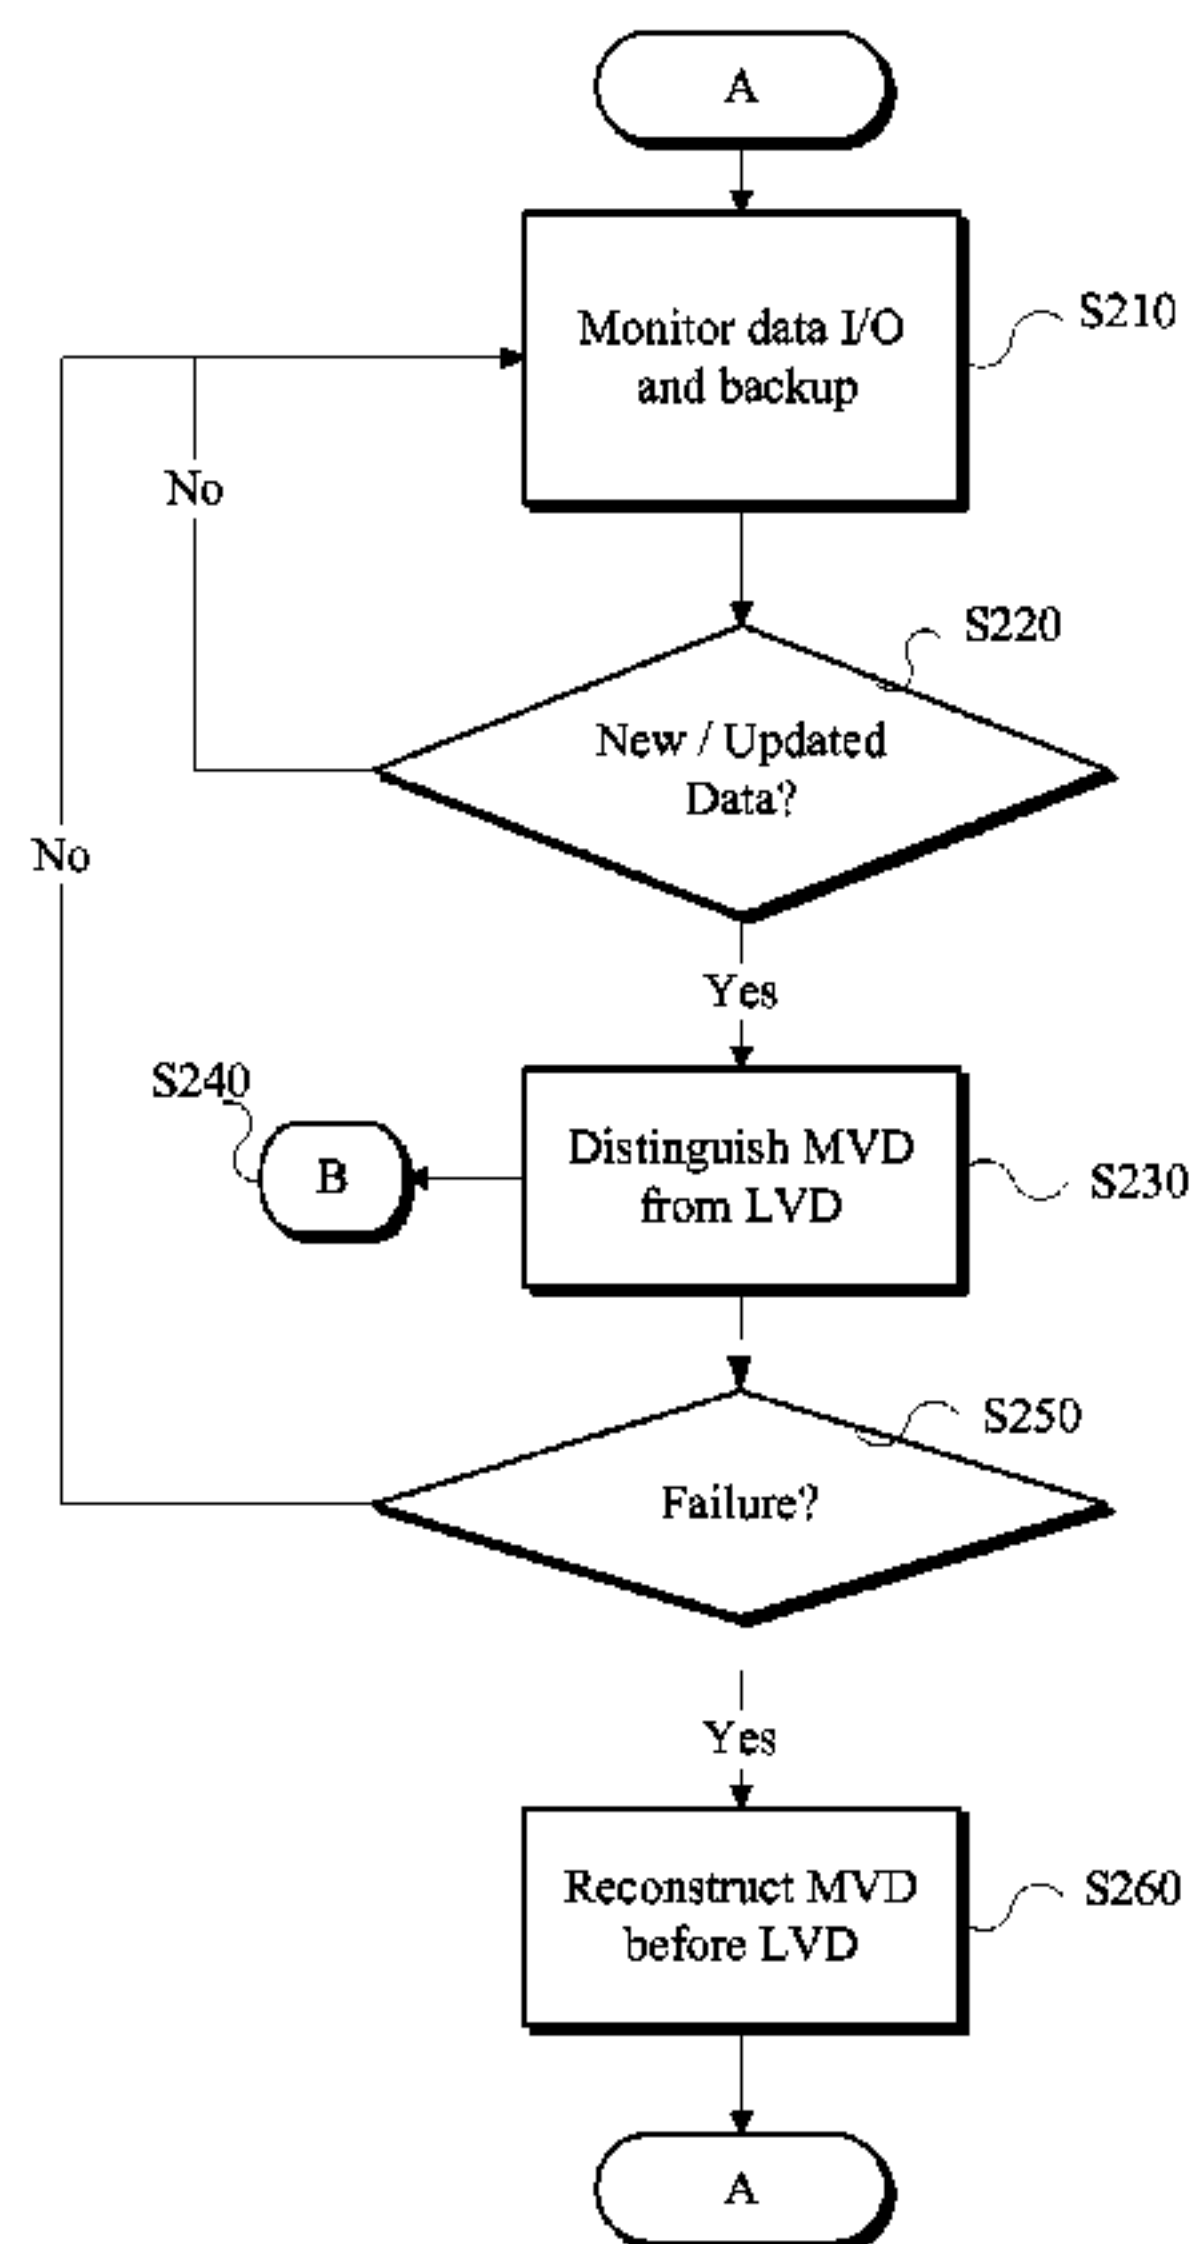 A
Monitor data I/O
and backup
S210
No
S220
New / Updated
Data?
No
Yes
S240
B
Distinguish MVD
from LVD
S230
S250
Failure?
Yes
Reconstruct MVD
before LVD
S260
A